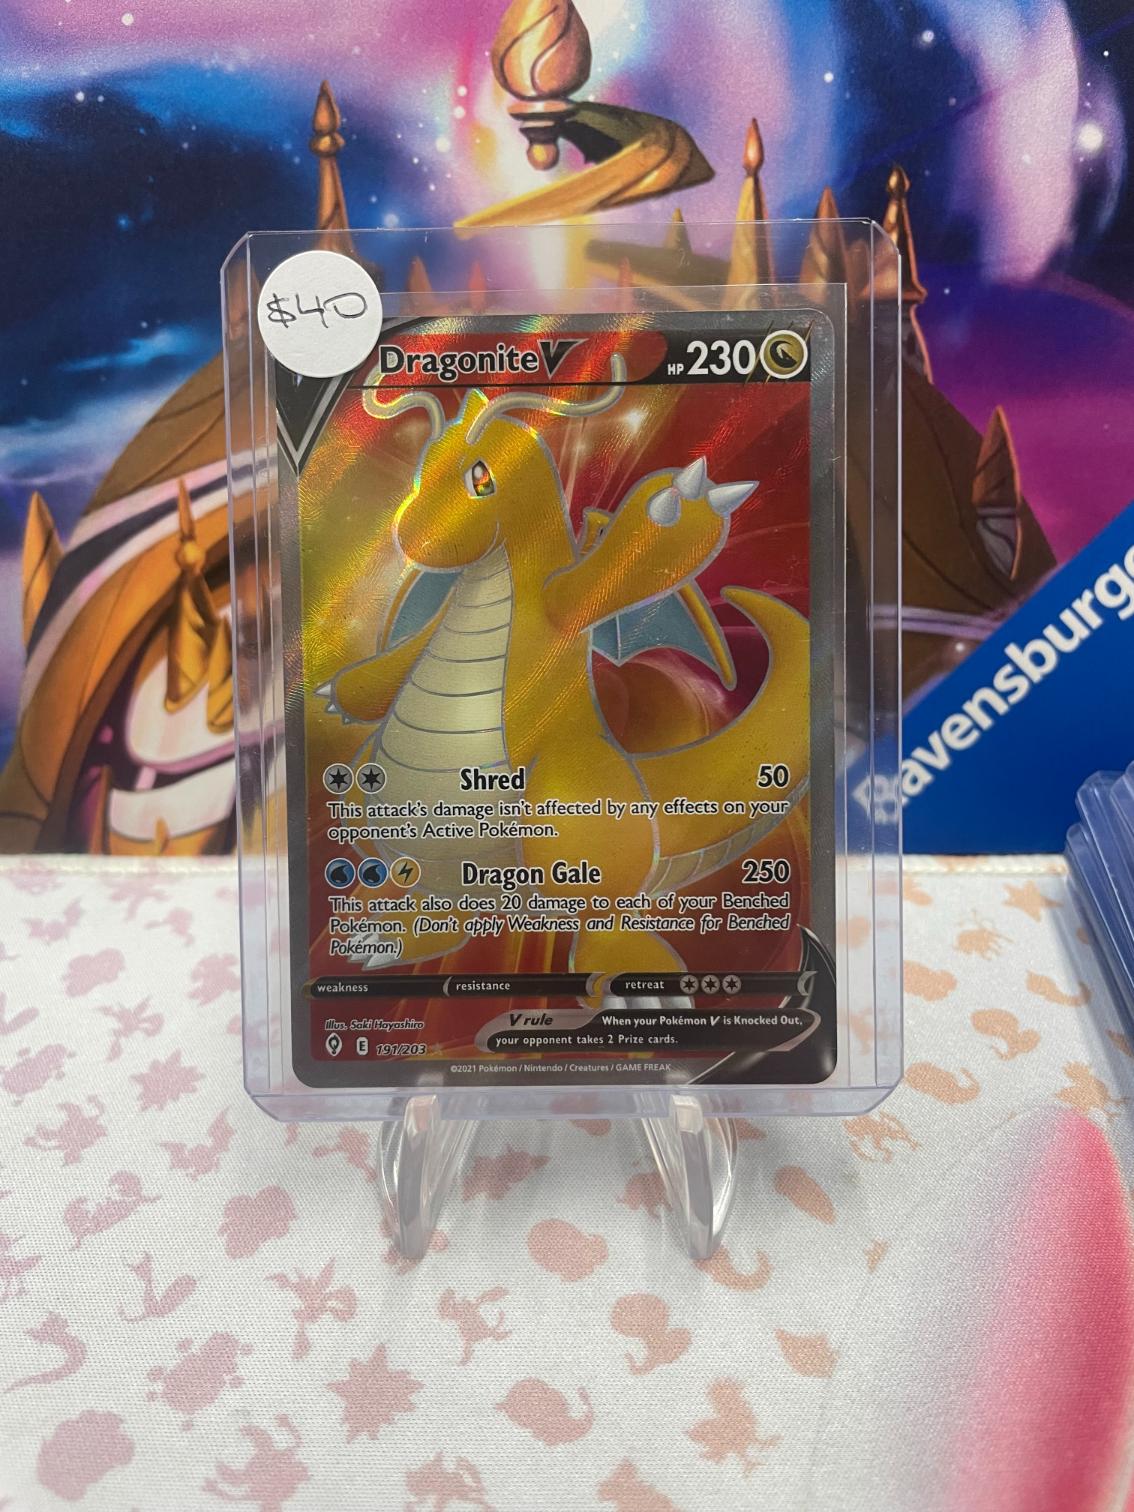 $40
Dragonite V HP 230
Ravensburge
Shred 50
This attack's damage isn't affected by any effects on your
opponent's Active Pokémon.
Dragon Gale 250
This attack also does 20 damage to each of your Benched
Pokémon. (Don't apply Weakness and Resistance for Benched
Pokémon.)
weakness resistance retreat
Illus. Saki Hayashiro
V rule When your Pokémon V is Knocked Out,
your opponent takes 2 Prize cards.
E 191/203
©2021 Pokémon / Nintendo / Creatures / GAME FREAK